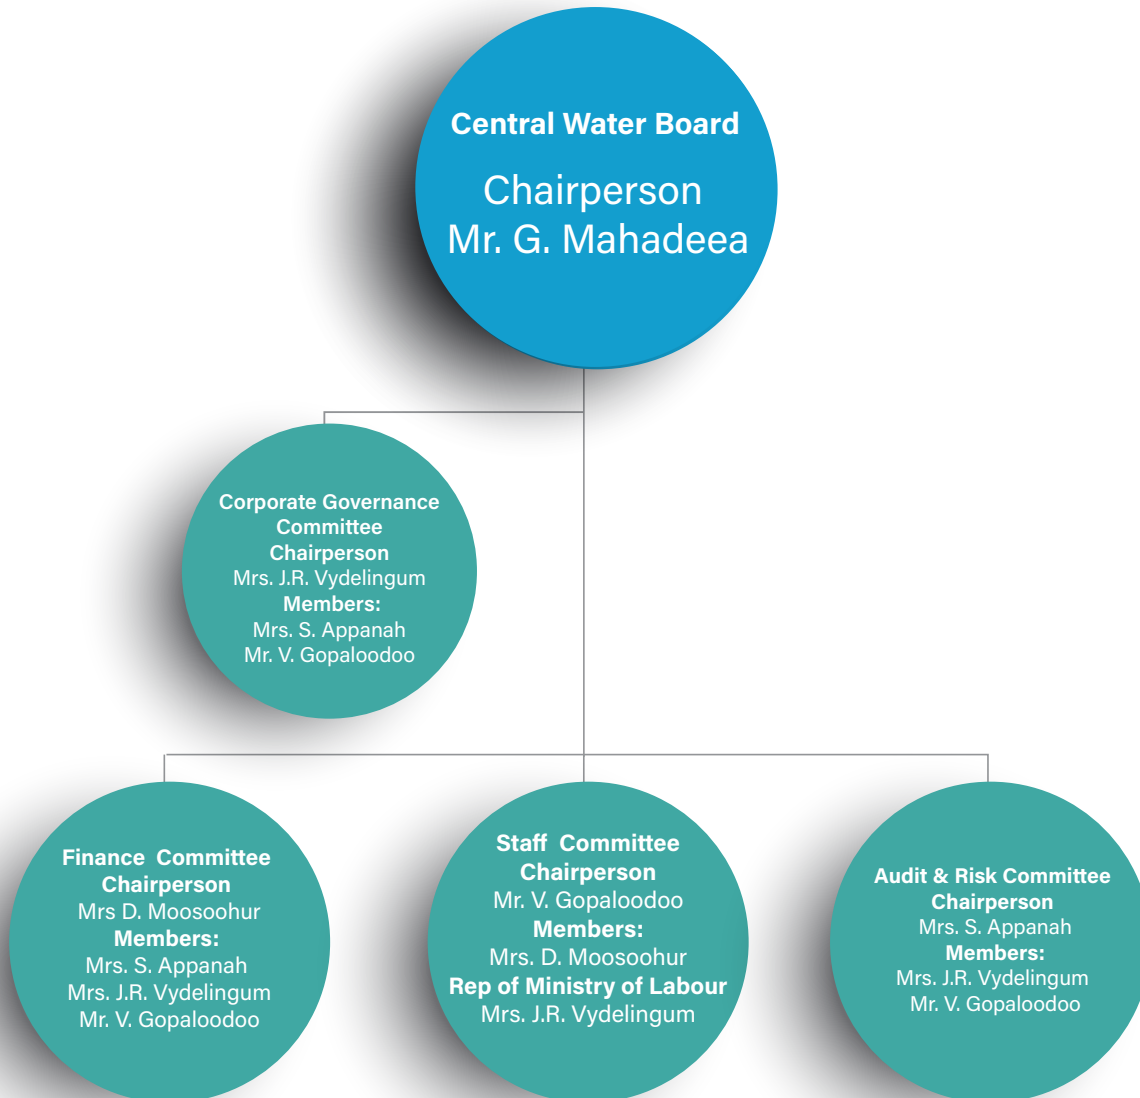 Central Water Board
Chairperson
Mr. G. Mahadeea
Corporate Governance
Committee
Chairperson
Mrs. J.R. Vydelingum
Members:
Mrs. S. Appanah
Mr. V. Gopaloodoo
Finance Committee
Chairperson
Mrs D. Moosoohur
Members:
Mrs. S. Appanah
Mrs. J.R. Vydelingum
Mr. V. Gopaloodoo
Staff Committee
Chairperson
Mr. V. Gopaloodoo
Members:
Mrs. D. Moosoohur
Rep of Ministry of Labour
Mrs. J.R. Vydelingum
Audit & Risk Committee
Chairperson
Mrs. S. Appanah
Members:
Mrs. J.R. Vydelingum
Mr. V. Gopaloodoo